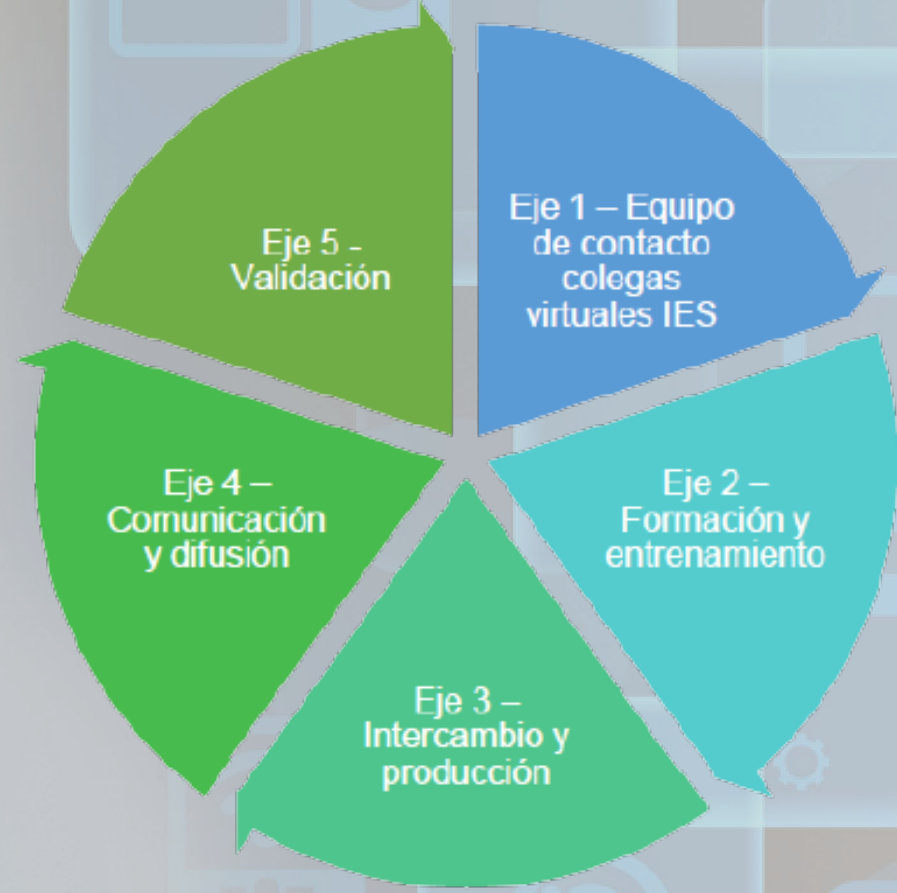 Eje 1 – Equipo
de contacto
colegas
virtuales IES
Eje 2 –
Formación y
entrenamiento
Eje 3 –
Intercambio y
producción
Eje 4 –
Comunicación
y difusión
Eje 5 -
Validación